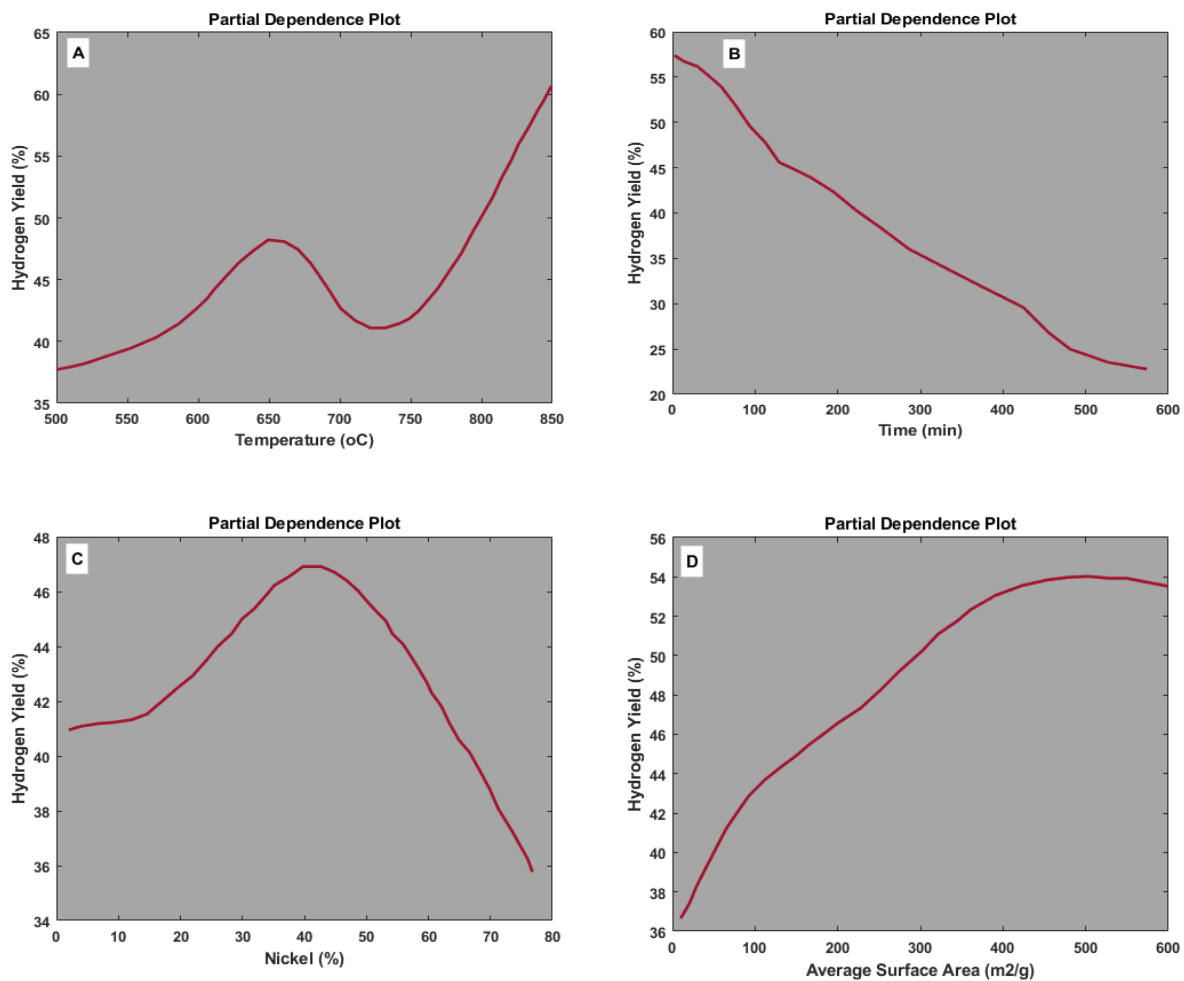 Partial Dependence Plot
A
65
60
55
50
45
40
35
500 550 600 650 700 750 800 850
Hydrogen Yield (%)
Temperature (oC)
Partial Dependence Plot
B
60
55
50
45
40
35
30
25
20
0 100 200 300 400 500 600
Hydrogen Yield (%)
Time (min)
Partial Dependence Plot
C
48
46
44
42
40
38
36
34
0 10 20 30 40 50 60 70 80
Hydrogen Yield (%)
Nickel (%)
Partial Dependence Plot
D
56
54
52
50
48
46
44
42
40
38
36
0 100 200 300 400 500 600
Hydrogen Yield (%)
Average Surface Area (m2/g)